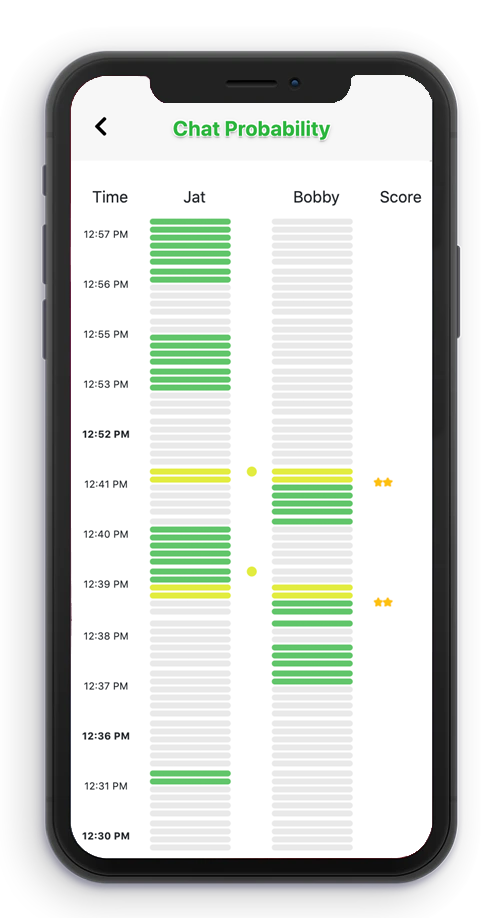 Chat Probability
Time Jat Bobby Score
12:57 PM
12:56 PM
12:55 PM
12:53 PM
12:52 PM
12:41 PM
12:40 PM
12:39 PM
12:38 PM
12:37 PM
12:36 PM
12:31 PM
12:30 PM